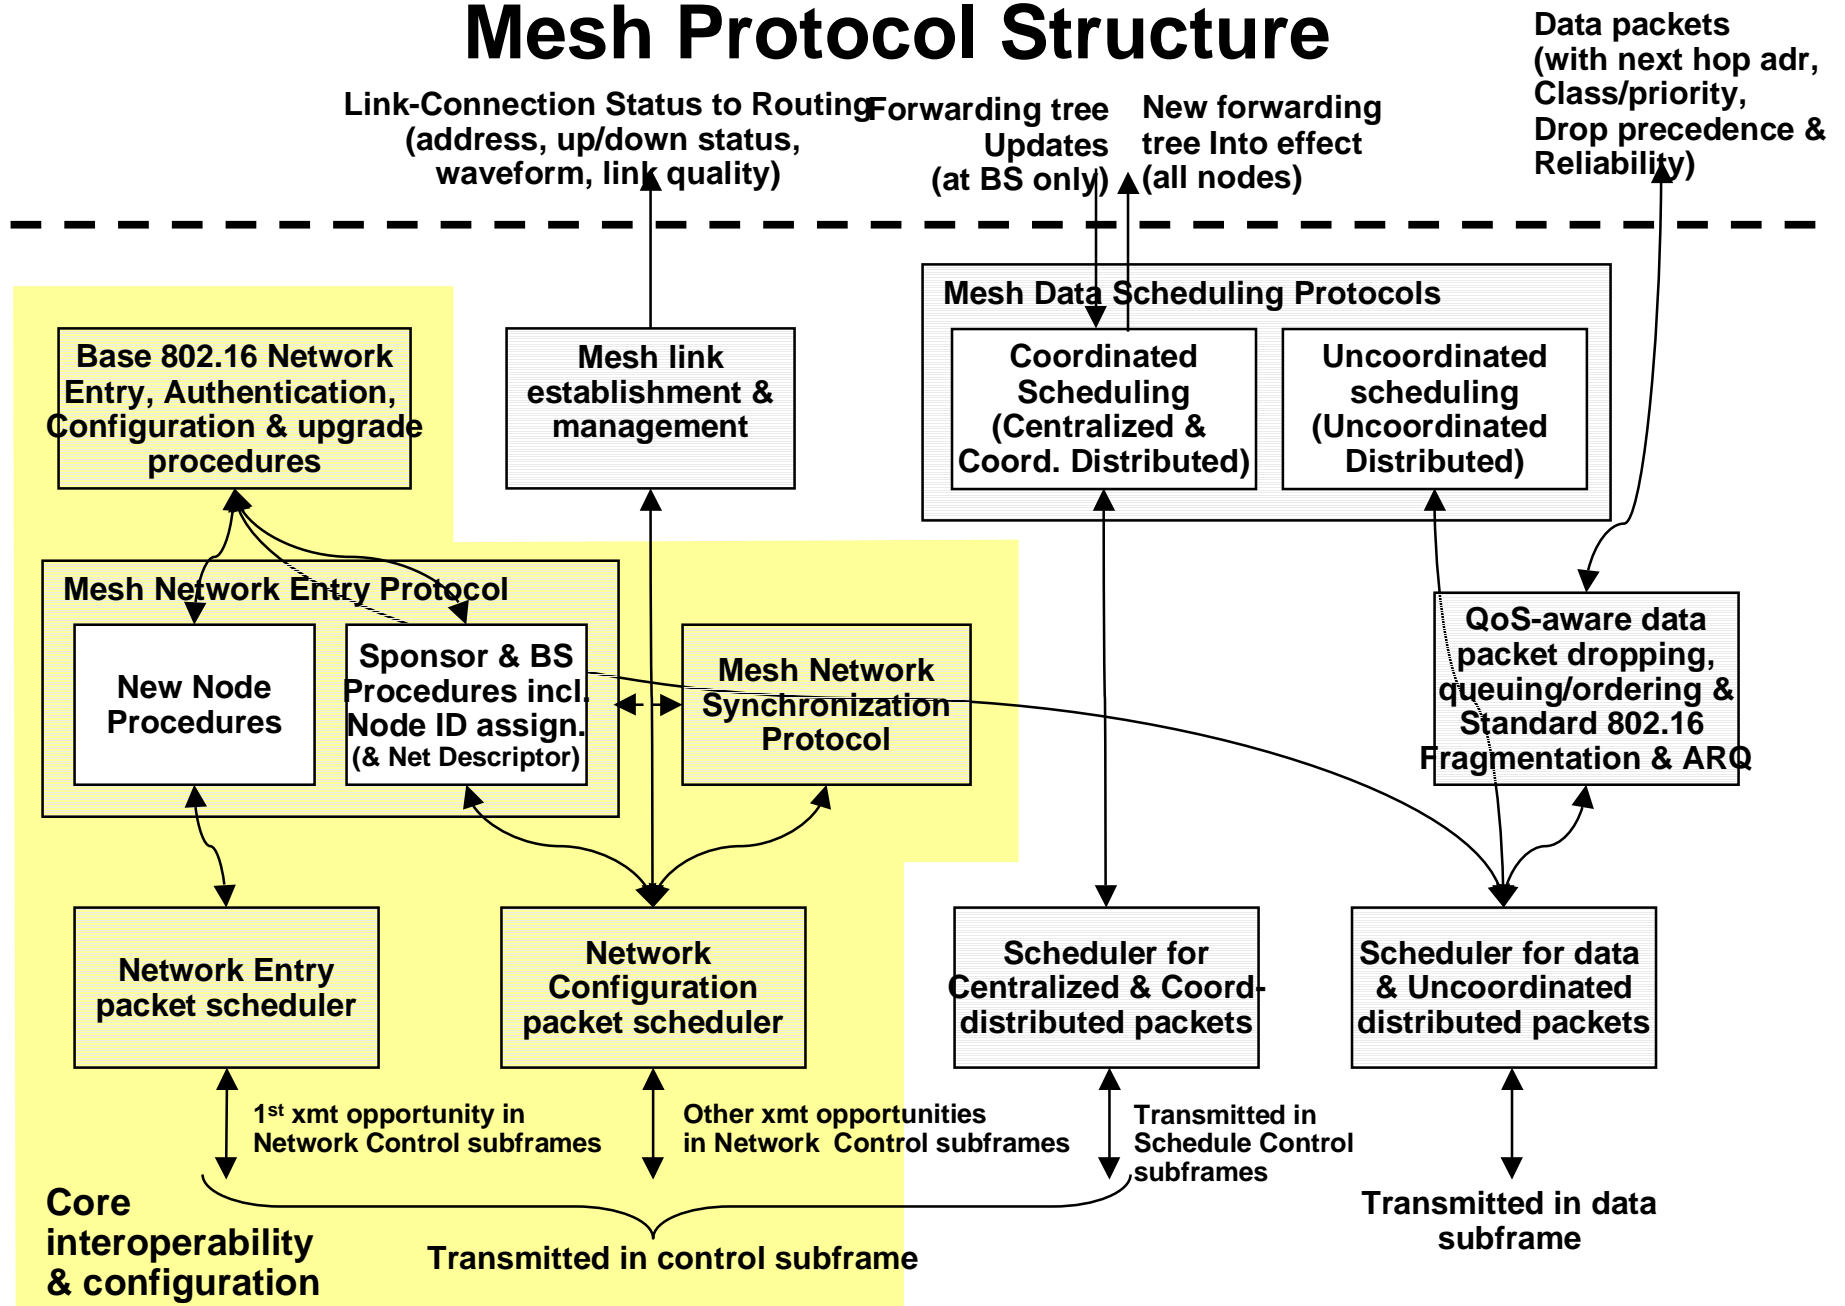 Mesh Protocol Structure
Data packets
(with next hop adr,
Class/priority,
Drop precedence &
Reliability)
Link-Connection Status to Routing
(address, up/down status,
waveform, link quality)
Forwarding tree
Updates
(at BS only)
New forwarding
tree Into effect
(all nodes)
Mesh Data Scheduling Protocols
Base 802.16 Network
Entry, Authentication,
Configuration & upgrade
procedures
Mesh link
establishment &
management
Coordinated
Scheduling
(Centralized &
Coord. Distributed)
Uncoordinated
scheduling
(Uncoordinated
Distributed)
Mesh Network Entry Protocol
New Node
Procedures
Sponsor & BS
Procedures incl.
Node ID assign.
(& Net Descriptor)
Mesh Network
Synchronization
Protocol
QoS-aware data
packet dropping,
queuing/ordering &
Standard 802.16
Fragmentation & ARQ
Network Entry
packet scheduler
Network
Configuration
packet scheduler
Scheduler for
Centralized & Coord-
distributed packets
Scheduler for data
& Uncoordinated
distributed packets
1st xmt opportunity in
Network Control subframes
Other xmt opportunities
in Network Control subframes
Transmitted in
Schedule Control
subframes
Core
interoperability
& configuration
Transmitted in control subframe
Transmitted in data
subframe